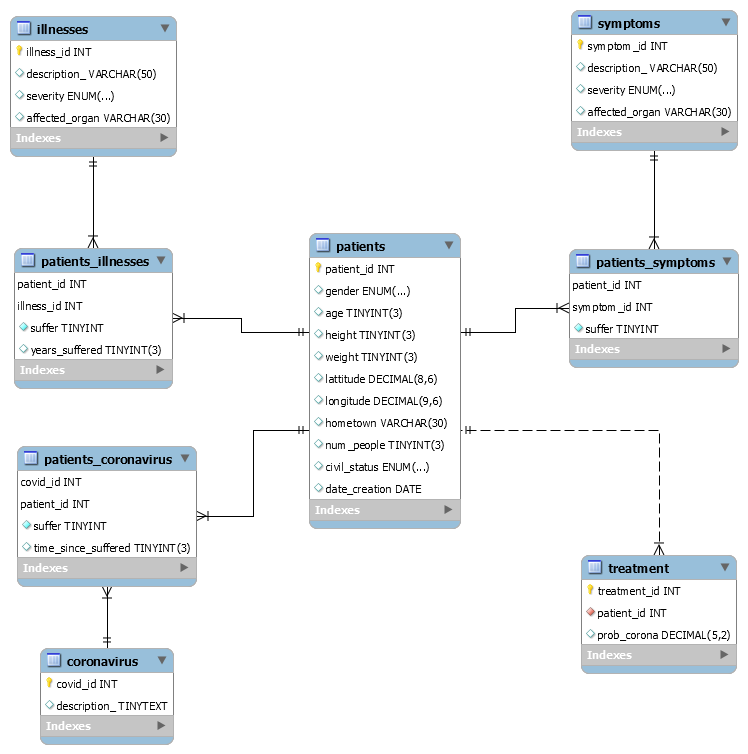 illnesses
illness_id INT
description_ VARCHAR(50)
severity ENUM(...)
affected_organ VARCHAR(30)
Indexes
symptoms
symptom_id INT
description_ VARCHAR(50)
severity ENUM(...)
affected_organ VARCHAR(30)
Indexes
patients_illnesses
patient_id INT
illness_id INT
suffer TINYINT
years_suffered TINYINT(3)
Indexes
patients
patient_id INT
gender ENUM(...)
age TINYINT(3)
height TINYINT(3)
weight TINYINT(3)
lattitude DECIMAL(8,6)
longitude DECIMAL(9,6)
hometown VARCHAR(30)
num_people TINYINT(3)
civil_status ENUM(...)
date_creation DATE
Indexes
patients_symptoms
patient_id INT
symptom_id INT
suffer TINYINT
Indexes
patients_coronavirus
covid_id INT
patient_id INT
suffer TINYINT
time_since_suffered TINYINT(3)
Indexes
treatment
treatment_id INT
patient_id INT
prob_corona DECIMAL(5,2)
Indexes
coronavirus
covid_id INT
description_ TINYTEXT
Indexes